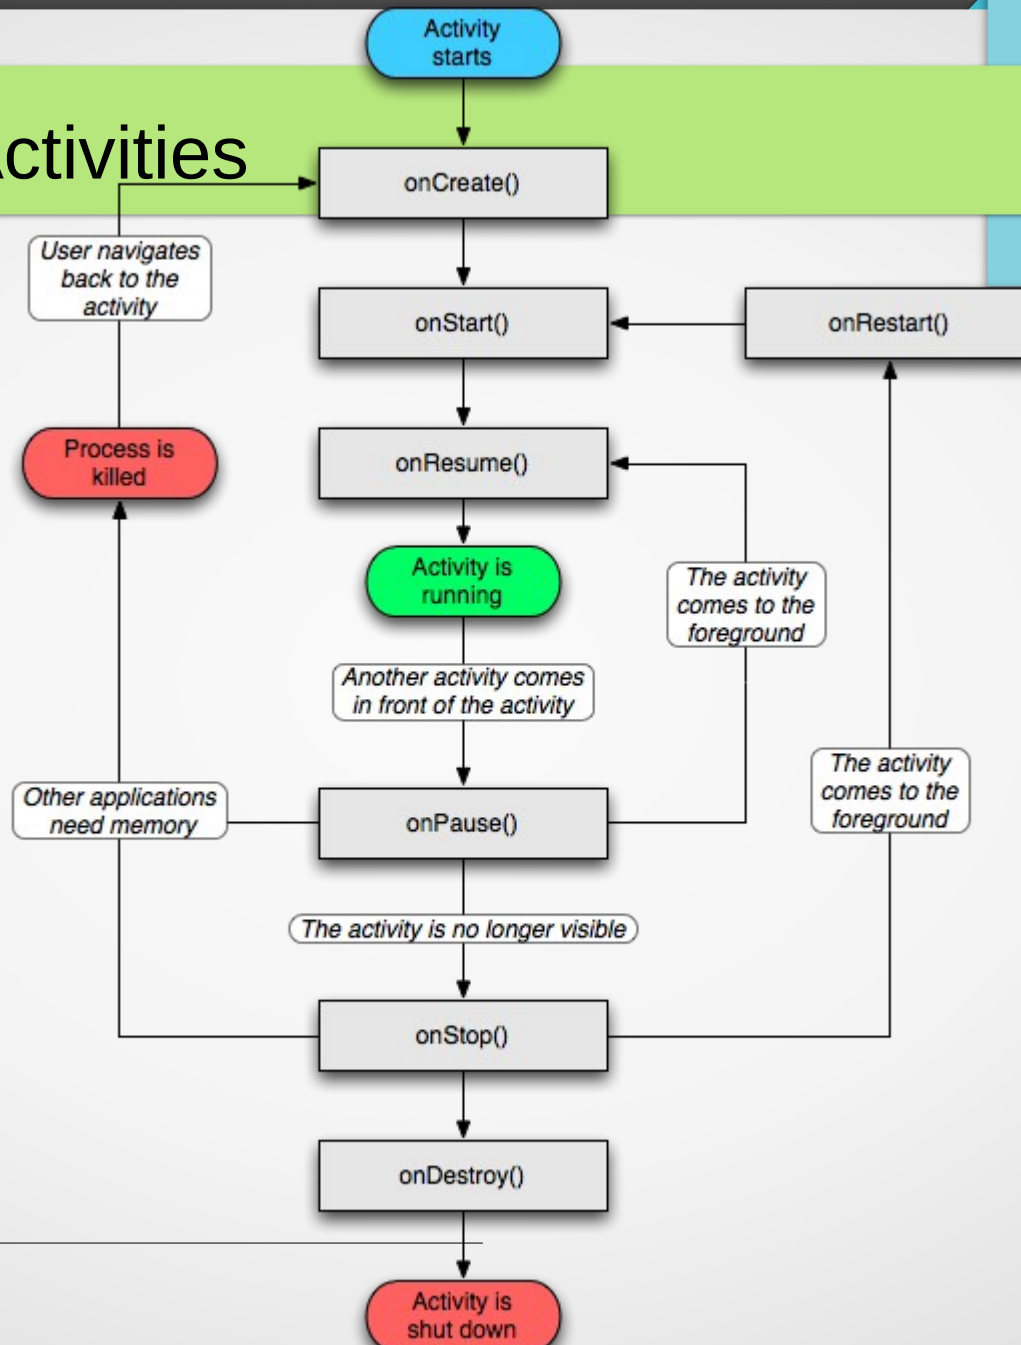 Activity
starts
ctivities
onCreate()
User navigates
back to the
activity
onStart()
onRestart()
Process is
killed
onResume()
Activity is
running
The activity
comes to the
foreground
Another activity comes
in front of the activity
The activity
comes to the
foreground
Other applications
need memory
onPause()
The activity is no longer visible
onStop()
onDestroy()
Activity is
shut down